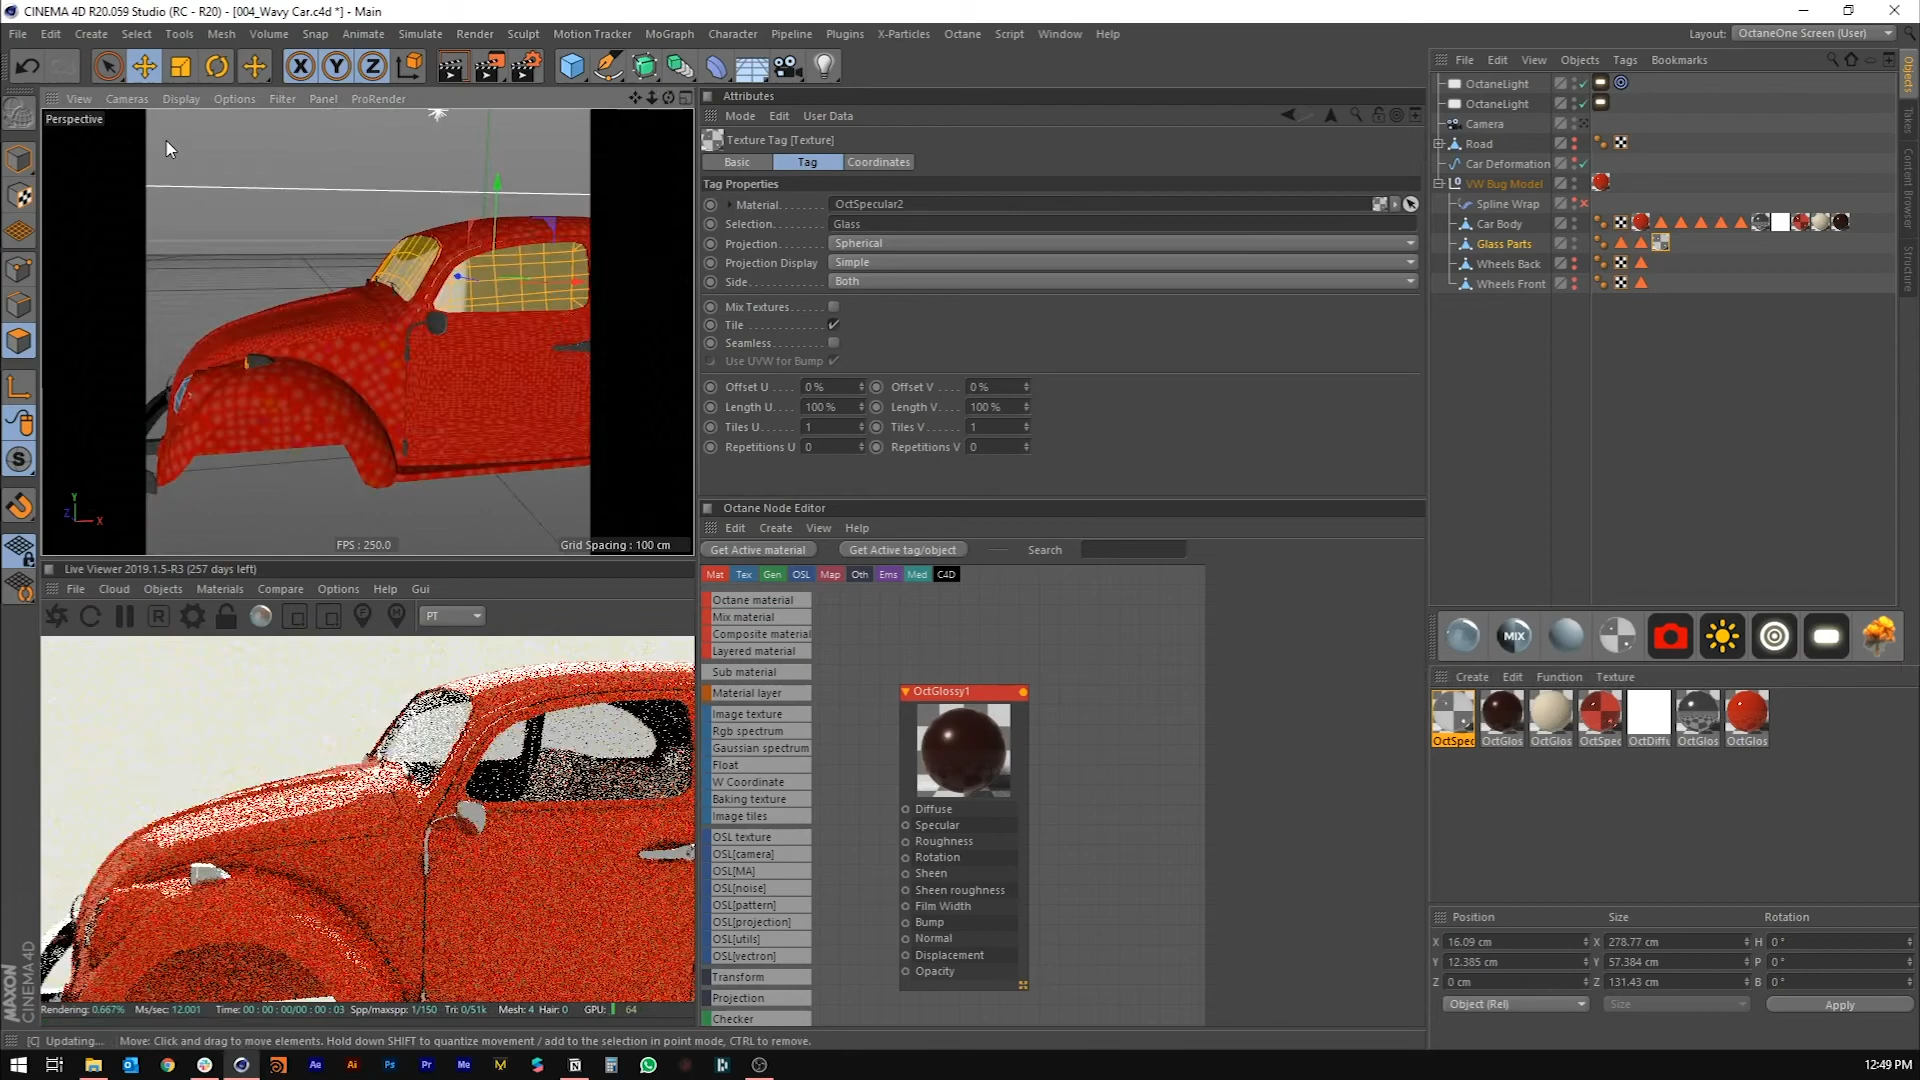 CINEMA 4D R20.059 Studio (RC - R20) - [004_Wavy Car.c4d *] - Main
File Edit Create Select Tools Mesh Volume Snap Animate Simulate Render Sculpt Motion Tracker MoGraph Character Pipeline Plugins X-Particles Octane Script Window Help
Layout: OctaneOne Screen (User)
X Y Z
View Cameras Display Options Filter Panel ProRender
Perspective
FPS : 250.0
Grid Spacing : 100 cm
Y
Z X
S
Attributes
Mode Edit User Data
Texture Tag [Texture]
Basic Tag Coordinates
Tag Properties
Material OctSpecular2
Selection Glass
Projection Spherical
Projection Display Simple
Side Both
Mix Textures
Tile
Seamless
Use UVW for Bump
Offset U 0 % Offset V 0 %
Length U 100 % Length V 100 %
Tiles U 1 Tiles V 1
Repetitions U 0 Repetitions V 0
Octane Node Editor
Edit Create View Help
Get Active material Get Active tag/object Search
Mat Tex Gen OSL Map Oth Ems Med C4D
Octane material
Mix material
Composite material
Layered material
Sub material
Material layer
Image texture
Rgb spectrum
Gaussian spectrum
Float
W Coordinate
Baking texture
Image tiles
OSL texture
OSL[camera]
OSL[MA]
OSL[noise]
OSL[pattern]
OSL[projection]
OSL[utils]
OSL[vectron]
Transform
Projection
Checker
OctGlossy1
Diffuse
Specular
Roughness
Rotation
Sheen
Sheen roughness
Film Width
Bump
Normal
Displacement
Opacity
File Edit View Objects Tags Bookmarks
OctaneLight
OctaneLight
Camera
Road
Car Deformation
VW Bug Model
Spline Wrap
Car Body
Glass Parts
Wheels Back
Wheels Front
Objects
Takes
Content Browser
Structure
MIX
Create Edit Function Texture
OctSpec OctGlos OctGlos OctSpec OctDiffu OctGlos OctGlos
Position Size Rotation
X 16.09 cm X 278.77 cm H 0 °
Y 12.385 cm Y 57.384 cm P 0 °
Z 0 cm Z 131.43 cm B 0 °
Object (Rel) Size Apply
Live Viewer 2019.1.5-R3 (257 days left)
File Cloud Objects Materials Compare Options Help Gui
R F M PT
Rendering: 0.667% Ms/sec: 12.001 Time: 00 : 00 : 00/00 : 00 : 03 Spp/maxspp: 1/150 Tri: 0/51k Mesh: 4 Hair: 0 GPU: 64
MAXON
CINEMA 4D
[C] Updating... Move: Click and drag to move elements. Hold down SHIFT to quantize movement / add to the selection in point mode, CTRL to remove.
Ae Ai Ps Pr Me
12:49 PM